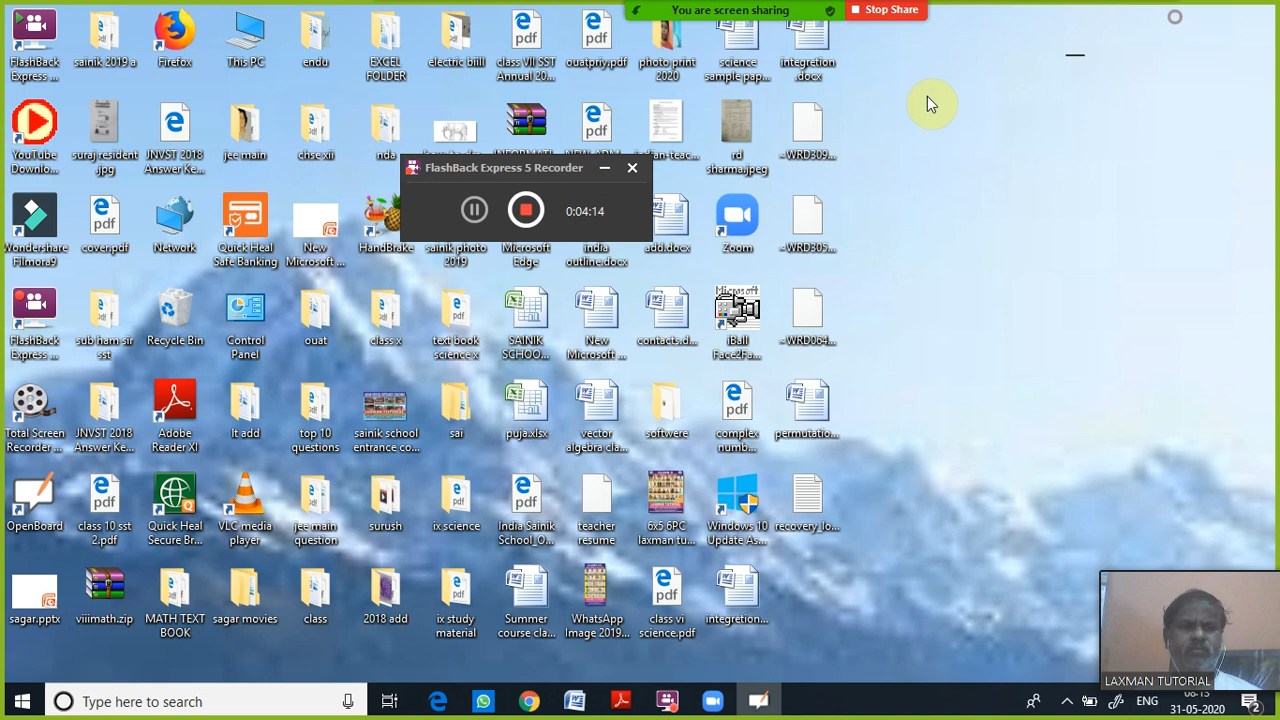 You are screen sharing
Stop Share
FlashBack Express ...
sainik 2019 a
Firefox
This PC
endu
EXCEL FOLDER
electric biill
class VII SST Annual 20...
ouatpriy.pdf
photo print 2020
science sample pap...
integretion .docx
YouTube Downlo...
suraj resident .jpg
JNVST 2018 Answer Ke...
jee main
chse xii
nda
rd sharma.jpeg
~WRD309...
FlashBack Express 5 Recorder
0:04:14
Wondershare Filmora9
cover.pdf
Network
Quick Heal Safe Banking
New Microsoft ...
HandBrake
sainik photo 2019
Microsoft Edge
india outline.docx
add.docx
Zoom
~WRD305...
FlashBack Express ...
sub ham sir sst
Recycle Bin
Control Panel
ouat
class x
text book science x
SAINIK SCHOO...
New Microsoft ...
contacts.d...
Microsoft
iBall Face2Fa...
~WRD064...
Total Screen Recorder ...
JNVST 2018 Answer Ke...
Adobe Reader XI
lt add
top 10 questions
sainik school entrance co...
sai
puja.xlsx
vector algebra cla...
softwere
complex numb...
permutatio...
OpenBoard
class 10 sst 2.pdf
Quick Heal Secure Br...
VLC media player
jee main question
surush
ix science
India Sainik School_O...
teacher resume
6x5 6PC laxman tu...
Windows 10 Update As...
recovery_lo...
sagar.pptx
viiimath.zip
MATH TEXT BOOK
sagar movies
class
2018 add
ix study material
Summer course cla...
WhatsApp Image 2019...
class vi science.pdf
integretion...
LAXMAN TUTORIAL
Type here to search
ENG
08:15
31-05-2020
2